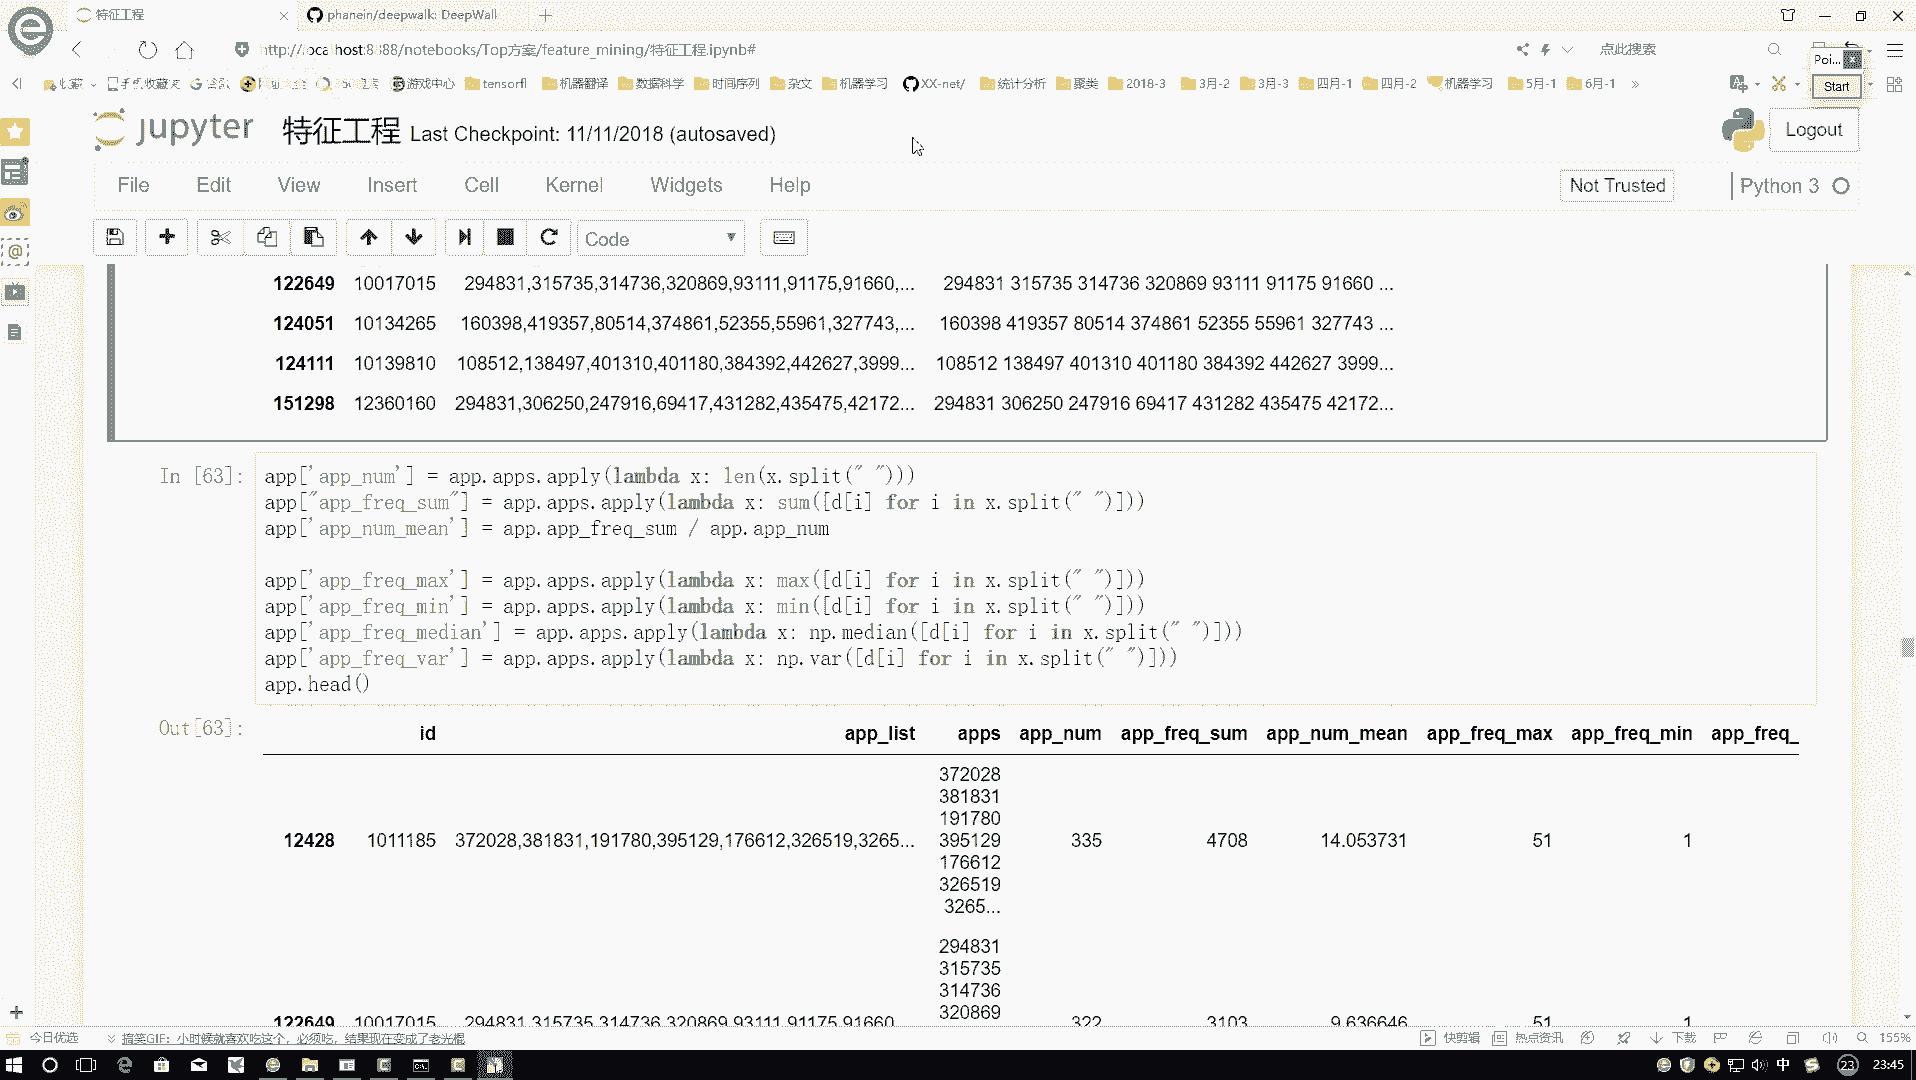 特征工程
phanein/deepwalk: DeepWall
http://localhost:8888/notebooks/Top方案/feature_mining/特征工程.ipynb#
点此搜索
Poi...
手机收藏夹
游戏中心
tensorfl
机器翻译
数据科学
时间序列
杂文
机器学习
XX-net/
统计分析
聚类
2018-3
3月-2
3月-3
四月-1
四月-2
机器学习
5月-1
6月-1
»
Start
jupyter 特征工程 Last Checkpoint: 11/11/2018 (autosaved)
Logout
File Edit View Insert Cell Kernel Widgets Help
Not Trusted
Python 3
Code
122649 10017015 294831,315735,314736,320869,93111,91175,91660,... 294831 315735 314736 320869 93111 91175 91660 ...
124051 10134265 160398,419357,80514,374861,52355,55961,327743,... 160398 419357 80514 374861 52355 55961 327743 ...
124111 10139810 108512,138497,401310,401180,384392,442627,3999... 108512 138497 401310 401180 384392 442627 3999...
151298 12360160 294831,306250,247916,69417,431282,435475,42172... 294831 306250 247916 69417 431282 435475 42172...
In [63]:
app['app_num'] = app.apps.apply(lambda x: len(x.split(" ")))
app["app_freq_sum"] = app.apps.apply(lambda x: sum([d[i] for i in x.split(" ")]))
app['app_num_mean'] = app.app_freq_sum / app.app_num
app['app_freq_max'] = app.apps.apply(lambda x: max([d[i] for i in x.split(" ")]))
app['app_freq_min'] = app.apps.apply(lambda x: min([d[i] for i in x.split(" ")]))
app['app_freq_median'] = app.apps.apply(lambda x: np.median([d[i] for i in x.split(" ")]))
app['app_freq_var'] = app.apps.apply(lambda x: np.var([d[i] for i in x.split(" ")]))
app.head()
Out[63]:
id app_list apps app_num app_freq_sum app_num_mean app_freq_max app_freq_min app_freq_
372028
381831
191780
12428 1011185 372028,381831,191780,395129,176612,326519,3265... 395129 335 4708 14.053731 51 1
176612
326519
3265...
294831
315735
314736
320869
122649 10017015 294831,315735,314736,320869,93111,91175,91660 322 3103 9.636646 51 1
今日优选
搞笑GIF: 小时候就喜欢吃这个，必须吃，结果现在变成了老光棍
快剪辑
热点资讯
下载
155%
中
23
23:45